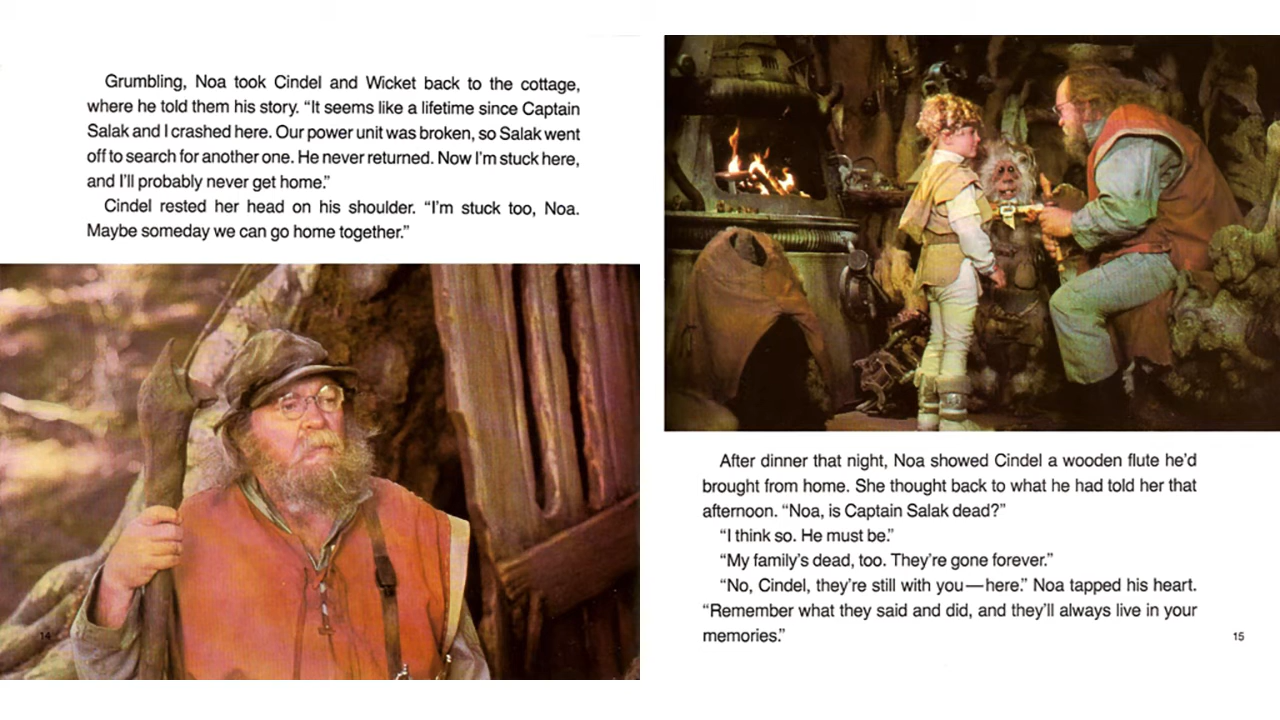 Grumbling, Noa took Cindel and Wicket back to the cottage,
where he told them his story. “It seems like a lifetime since Captain
Salak and I crashed here. Our power unit was broken, so Salak went
off to search for another one. He never returned. Now I’m stuck here,
and I’ll probably never get home.”
Cindel rested her head on his shoulder. “I’m stuck too, Noa.
Maybe someday we can go home together.”
14
After dinner that night, Noa showed Cindel a wooden flute he’d
brought from home. She thought back to what he had told her that
afternoon. “Noa, is Captain Salak dead?”
“I think so. He must be.”
“My family’s dead, too. They’re gone forever.”
“No, Cindel, they’re still with you—here.” Noa tapped his heart.
“Remember what they said and did, and they’ll always live in your
memories.”
15